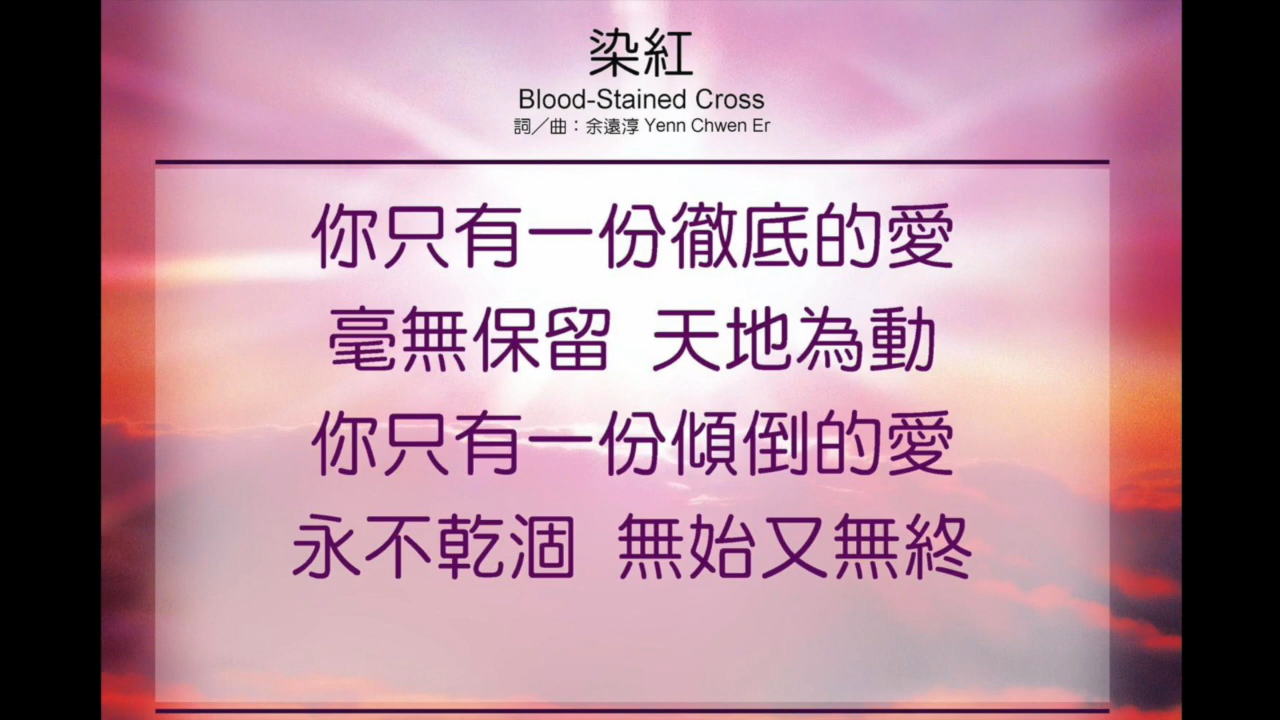 染紅
Blood-Stained Cross
詞／曲：余遠淳 Yenn Chwen Er
你只有一份徹底的愛
毫無保留 天地為動
你只有一份傾倒的愛
永不乾涸 無始又無終